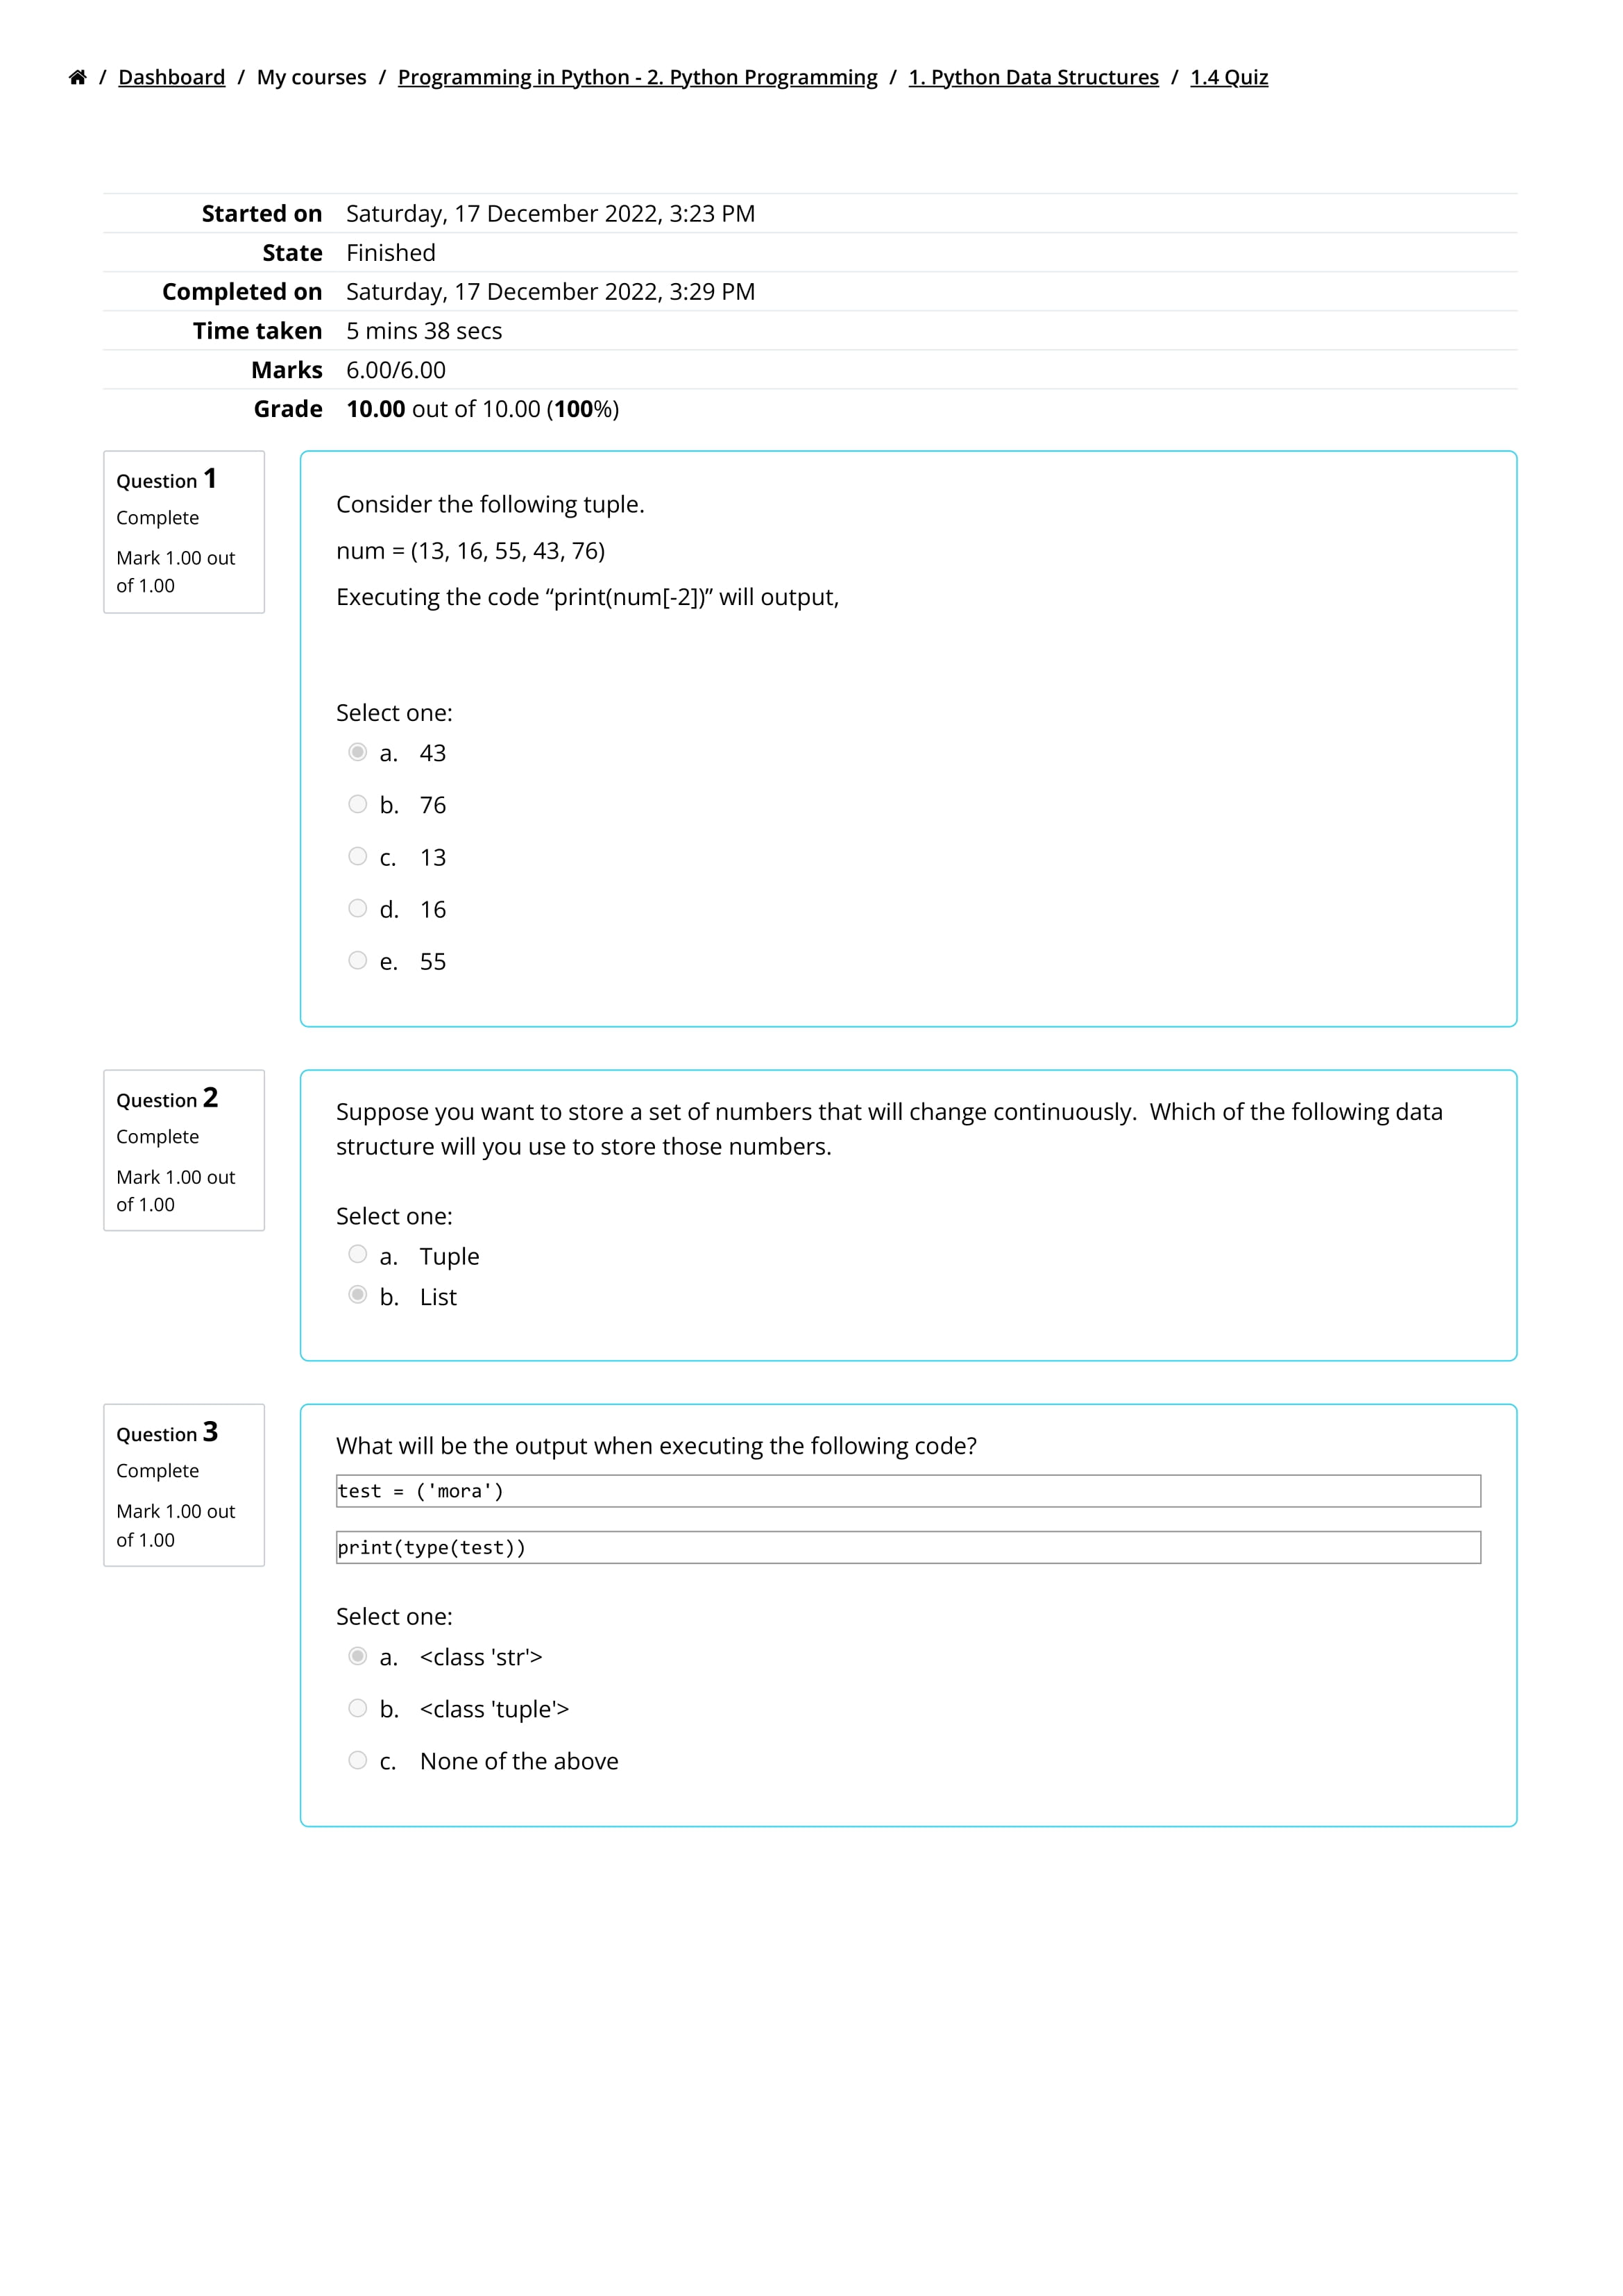 / Dashboard / My courses / Programming in Python - 2. Python Programming / 1. Python Data Structures / 1.4 Quiz
Started on Saturday, 17 December 2022, 3:23 PM
State Finished
Completed on Saturday, 17 December 2022, 3:29 PM
Time taken 5 mins 38 secs
Marks 6.00/6.00
Grade 10.00 out of 10.00 (100%)
Question 1
Complete
Mark 1.00 out
of 1.00
Consider the following tuple.
num = (13, 16, 55, 43, 76)
Executing the code “print(num[-2])” will output,
Select one:
a. 43
b. 76
c. 13
d. 16
e. 55
Question 2
Complete
Mark 1.00 out
of 1.00
Suppose you want to store a set of numbers that will change continuously.  Which of the following data
structure will you use to store those numbers.
Select one:
a. Tuple
b. List
Question 3
Complete
Mark 1.00 out
of 1.00
What will be the output when executing the following code?
test = ('mora')
print(type(test))
Select one:
a. <class 'str'>
b. <class 'tuple'>
c. None of the above